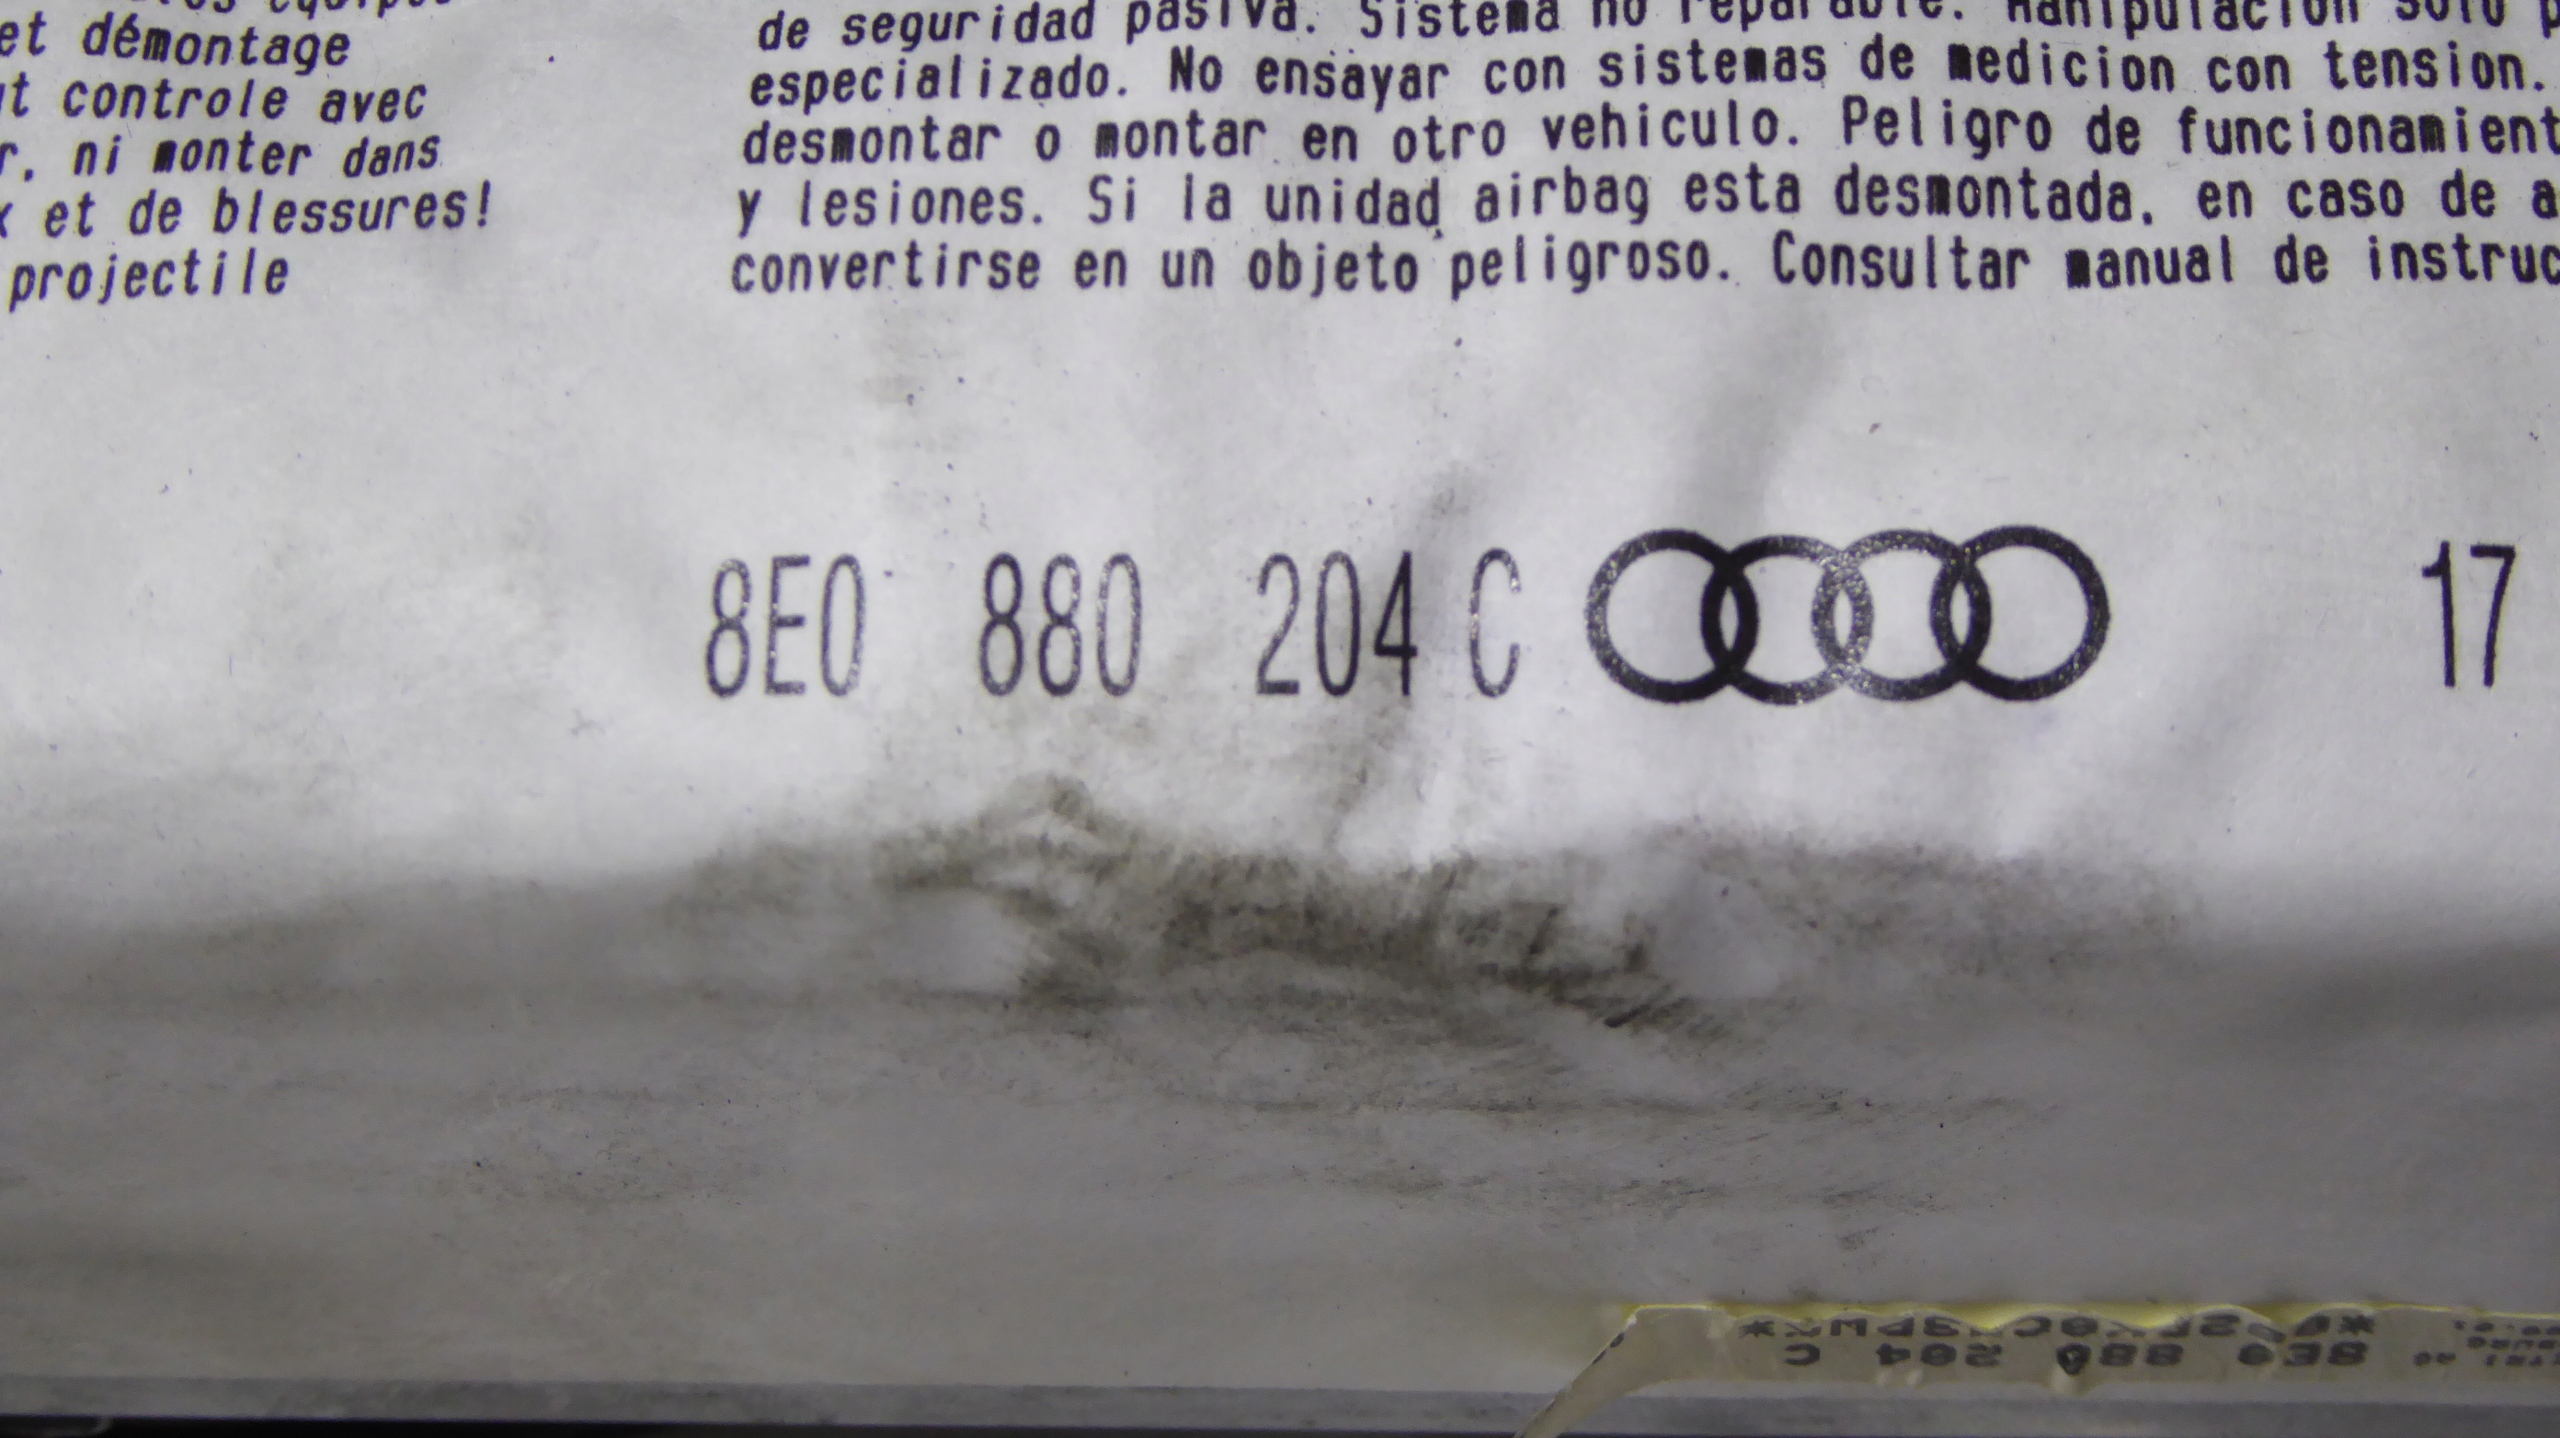 et démontage
controle avec
ni monter dans
et de blessures!
projectile
de seguridad pasiva. Sistema no reparable. Manipulacion solo
especializado. No ensayar con sistemas de medicion con tension.
desmontar o montar en otro vehiculo. Peligro de
y lesiones. Si la unidad airbag esta desmontada, en caso de
convertirse en un objeto peligroso. Consultar manual de
8E0 880 204 C 17
8E0 880 204 C